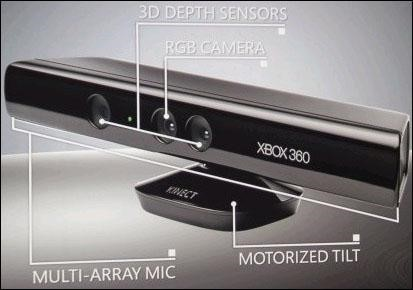 3D DEPTH SENSORS
RGB CAMERA
XBOX 360
KINECT
MOTORIZED TILT
MULTI-ARRAY MIC